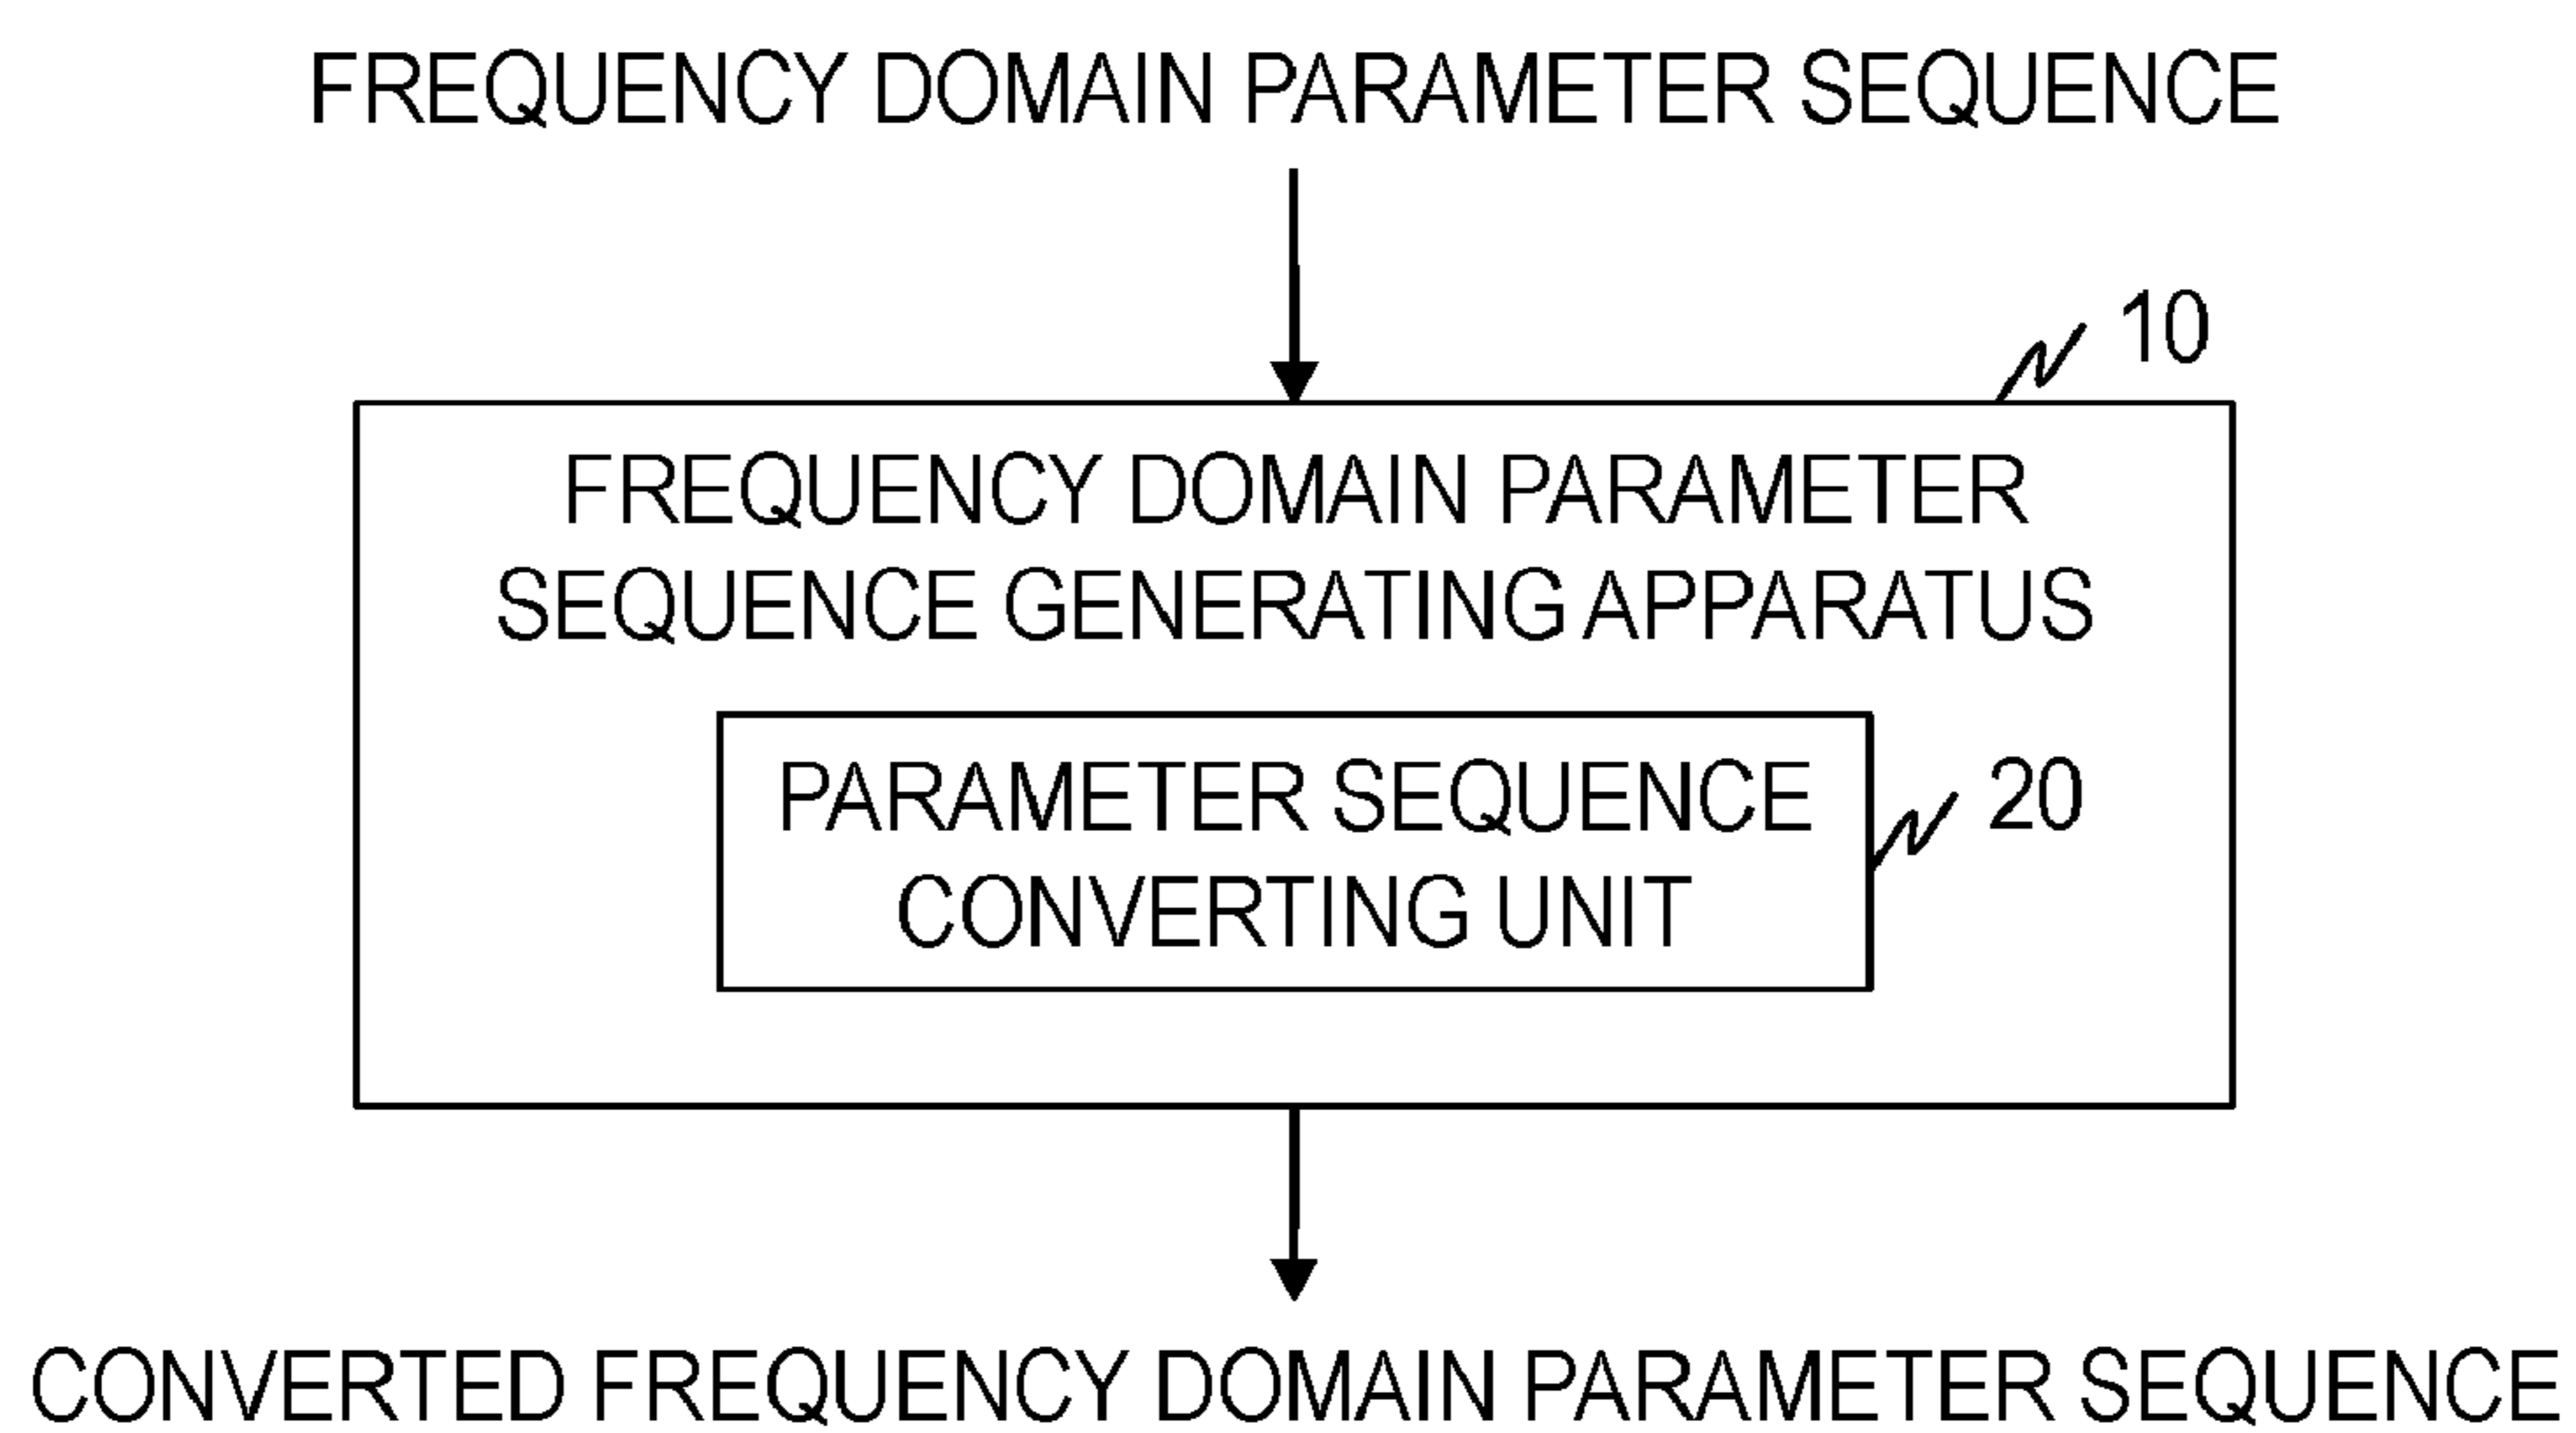 FREQUENCY DOMAIN PARAMETER SEQUENCE
10
FREQUENCY DOMAIN PARAMETER
SEQUENCE GENERATING APPARATUS
PARAMETER SEQUENCE
CONVERTING UNIT
20
CONVERTED FREQUENCY DOMAIN PARAMETER SEQUENCE